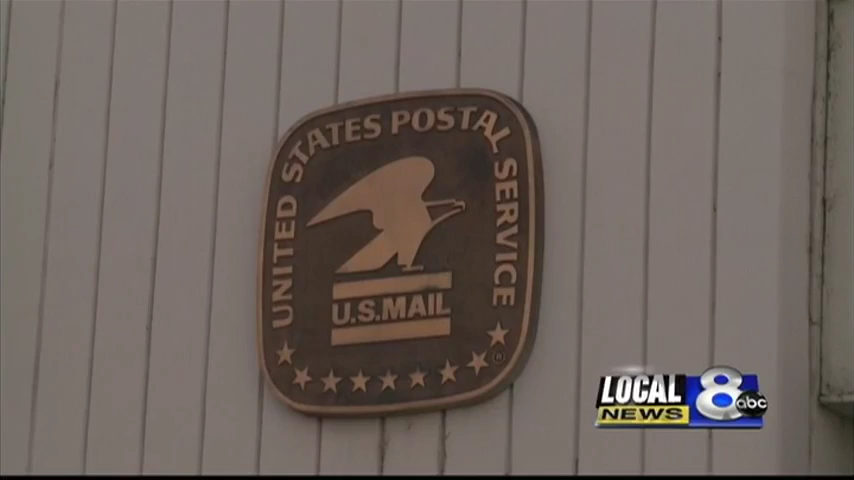 UNITED STATES POSTAL SERVICE
U.S.MAIL
®
LOCAL 8 abc
NEWS